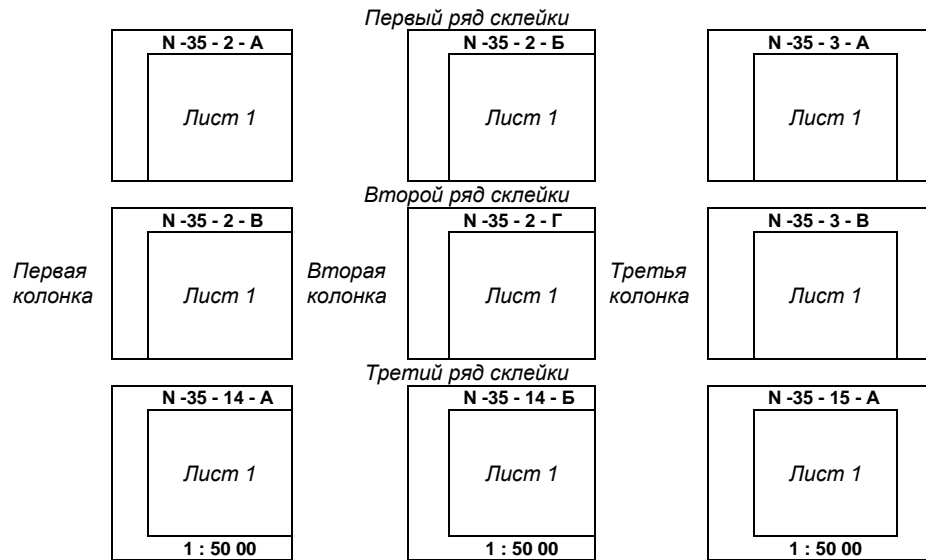 Первый ряд склейки
N -35 - 2 - А
N -35 - 2 - Б
N -35 - 3 - А
Лист 1
Лист 1
Лист 1
Второй ряд склейки
N -35 - 2 - В
N -35 - 2 - Г
N -35 - 3 - В
Первая колонка
Лист 1
Вторая колонка
Лист 1
Третья колонка
Лист 1
Третий ряд склейки
N -35 - 14 - А
N -35 - 14 - Б
N -35 - 15 - А
Лист 1
Лист 1
Лист 1
1 : 50 00
1 : 50 00
1 : 50 00